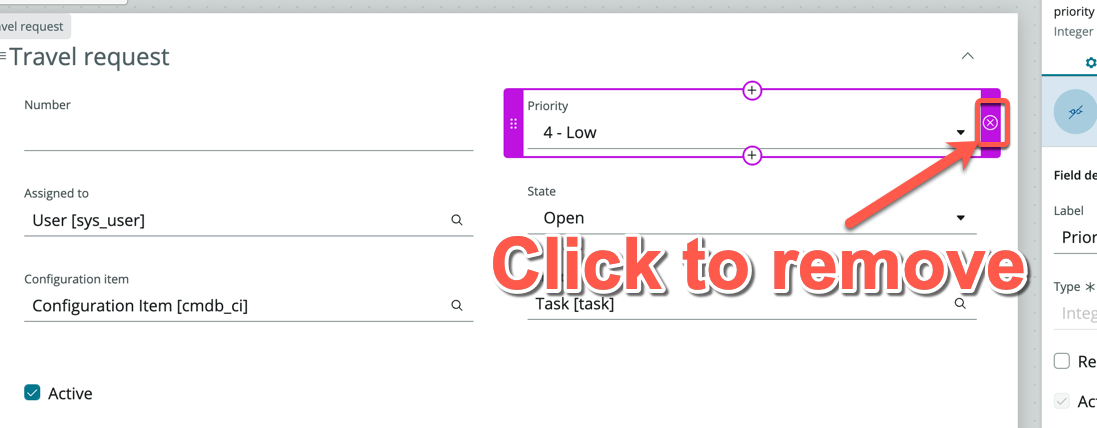 vel request
priority
Integer
Travel request
Number
Priority
4 - Low
Field de
Assigned to
State
Label
User [sys_user]
Open
Prior
Click to remove
Configuration item
Type
Configuration Item [cmdb_ci]
Task [task]
Integ
Re
Active
Act